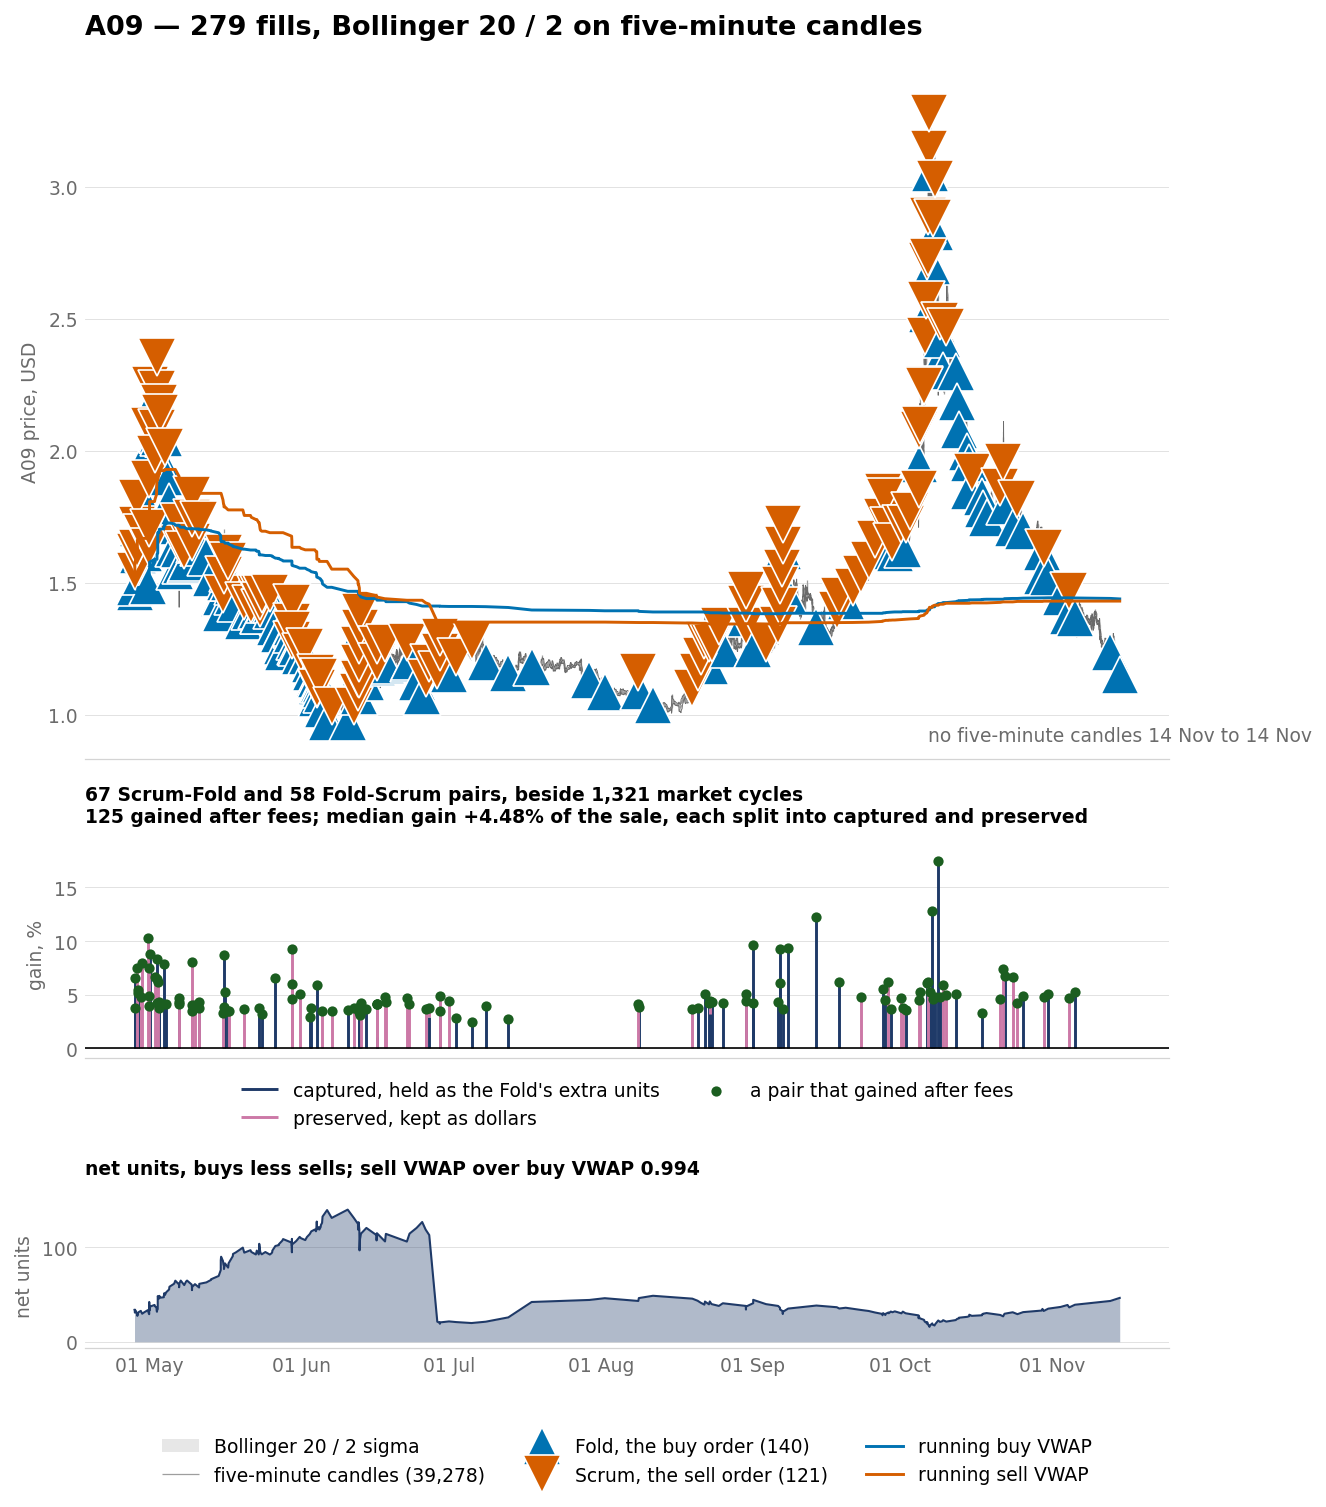 A09 — 279 fills, Bollinger 20 / 2 on five-minute candles
3.0
2.5
2.0
1.5
1.0
A09 price, USD
no five-minute candles 14 Nov to 14 Nov
67 Scrum-Fold and 58 Fold-Scrum pairs, beside 1,321 market cycles
125 gained after fees; median gain +4.48% of the sale, each split into captured and preserved
15
10
5
0
gain, %
captured, held as the Fold's extra units
a pair that gained after fees
preserved, kept as dollars
net units, buys less sells; sell VWAP over buy VWAP 0.994
100
0
net units
01 May
01 Jun
01 Jul
01 Aug
01 Sep
01 Oct
01 Nov
Bollinger 20 / 2 sigma
Fold, the buy order (140)
running buy VWAP
five-minute candles (39,278)
Scrum, the sell order (121)
running sell VWAP